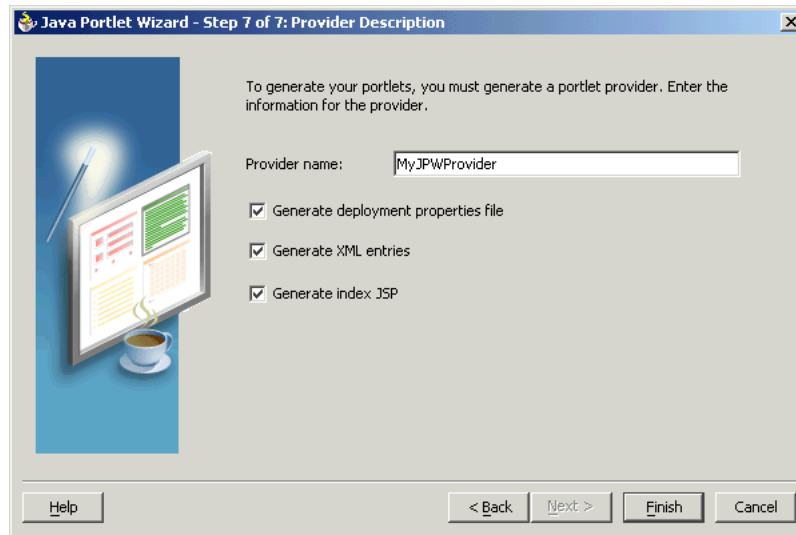 Java Portlet Wizard - Step 7 of 7: Provider Description
To generate your portlets, you must generate a portlet provider. Enter the
information for the provider.
Provider name: MyJPWProvider
Generate deployment properties file
Generate XML entries
Generate index JSP
Help < Back Next > Finish Cancel